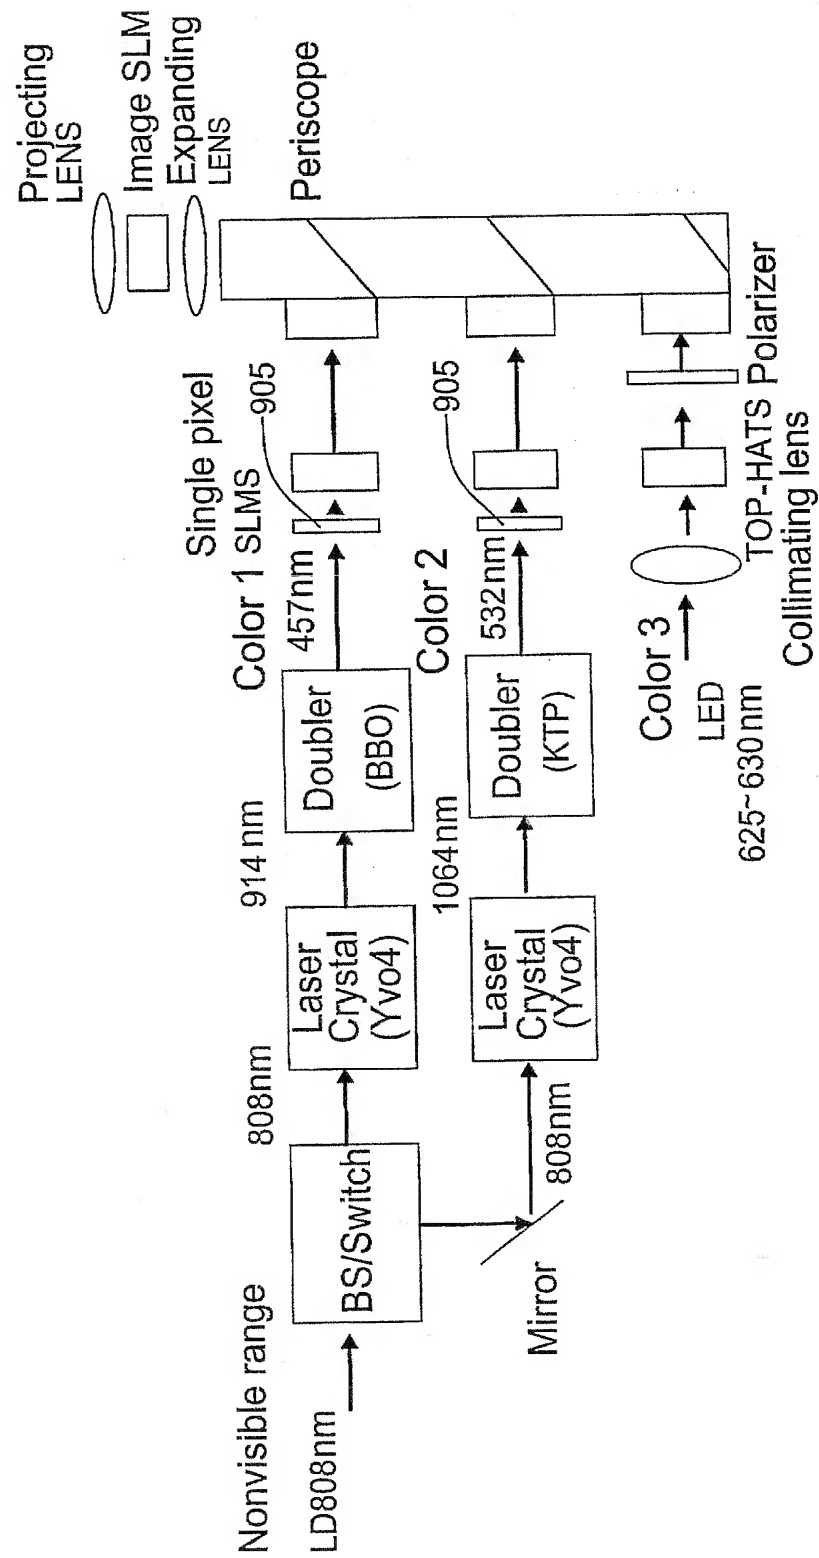 Nonvisible range
LD808nm
BS/Switch
Mirror
808nm
808nm
Laser
Crystal
(Yvo4)
Laser
Crystal
(Yvo4)
914 nm
1064nm
Doubler
(BBO)
Doubler
(KTP)
Color 1
457nm
Color 2
532nm
Single pixel
SLMS
905
905
Color 3
LED
625~630nm
Collimating lens
TOP-HATS
Polarizer
Periscope
Expanding
LENS
Image SLM
Projecting
LENS